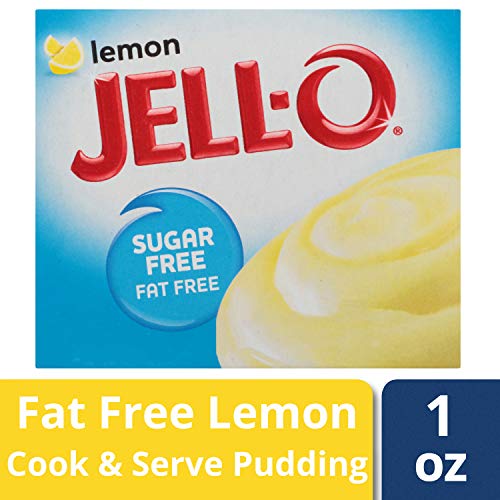 lemon
JELL-O®
SUGAR
FREE
FAT FREE
Fat Free Lemon
Cook & Serve Pudding
1
oz